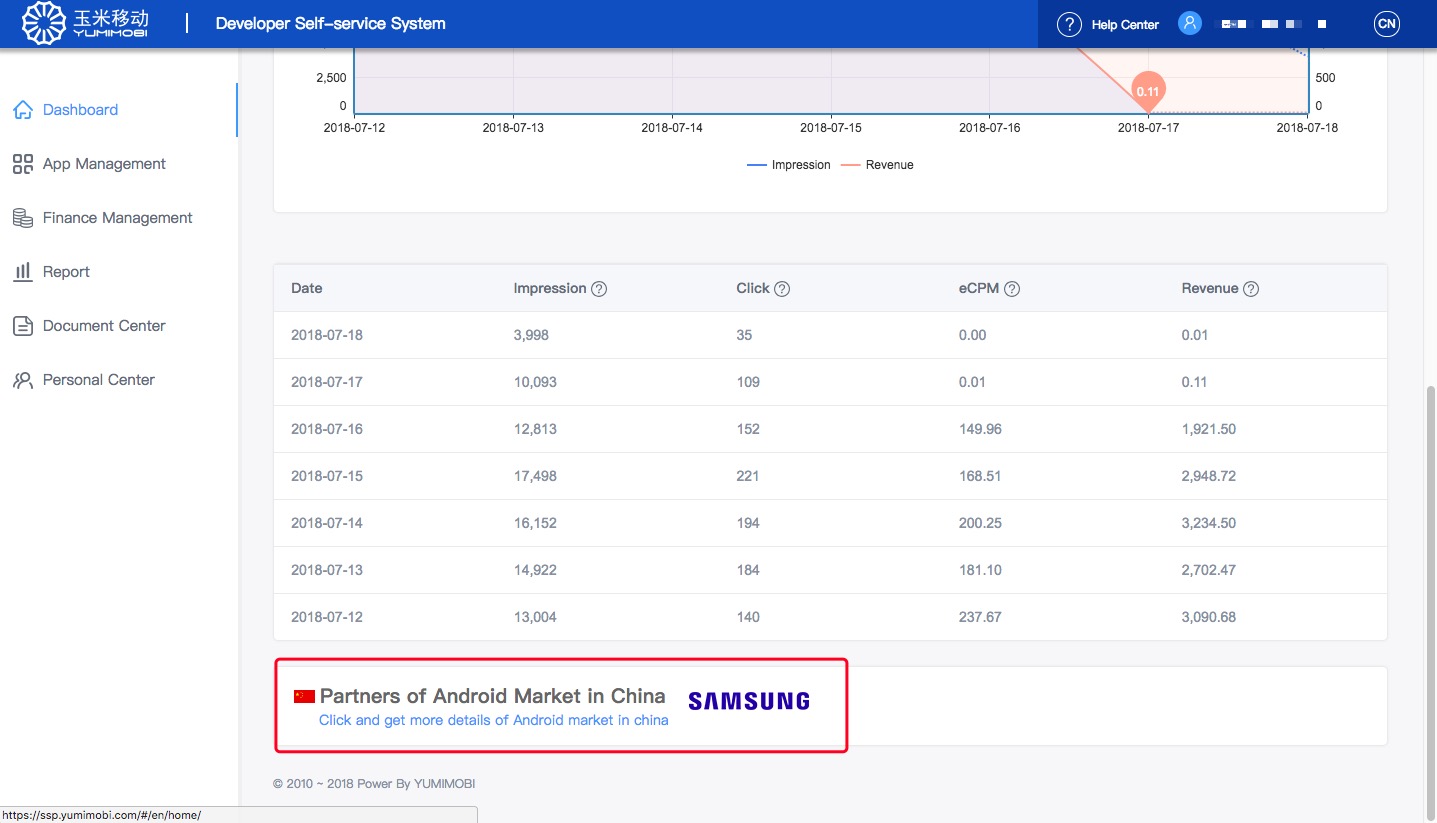 玉米移动
YUMIMOBI
Developer Self-service System
Help Center
CN
Dashboard
App Management
Finance Management
Report
Document Center
Personal Center
2,500
500
0
0.11
0
2018-07-12 2018-07-13 2018-07-14 2018-07-15 2018-07-16 2018-07-17 2018-07-18
Impression Revenue
Date Impression ? Click ? eCPM ? Revenue ?
2018-07-18 3,998 35 0.00 0.01
2018-07-17 10,093 109 0.01 0.11
2018-07-16 12,813 152 149.96 1,921.50
2018-07-15 17,498 221 168.51 2,948.72
2018-07-14 16,152 194 200.25 3,234.50
2018-07-13 14,922 184 181.10 2,702.47
2018-07-12 13,004 140 237.67 3,090.68
Partners of Android Market in China
SAMSUNG
Click and get more details of Android market in china
© 2010 ~ 2018 Power By YUMIMOBI
https://ssp.yumimobi.com/#/en/home/